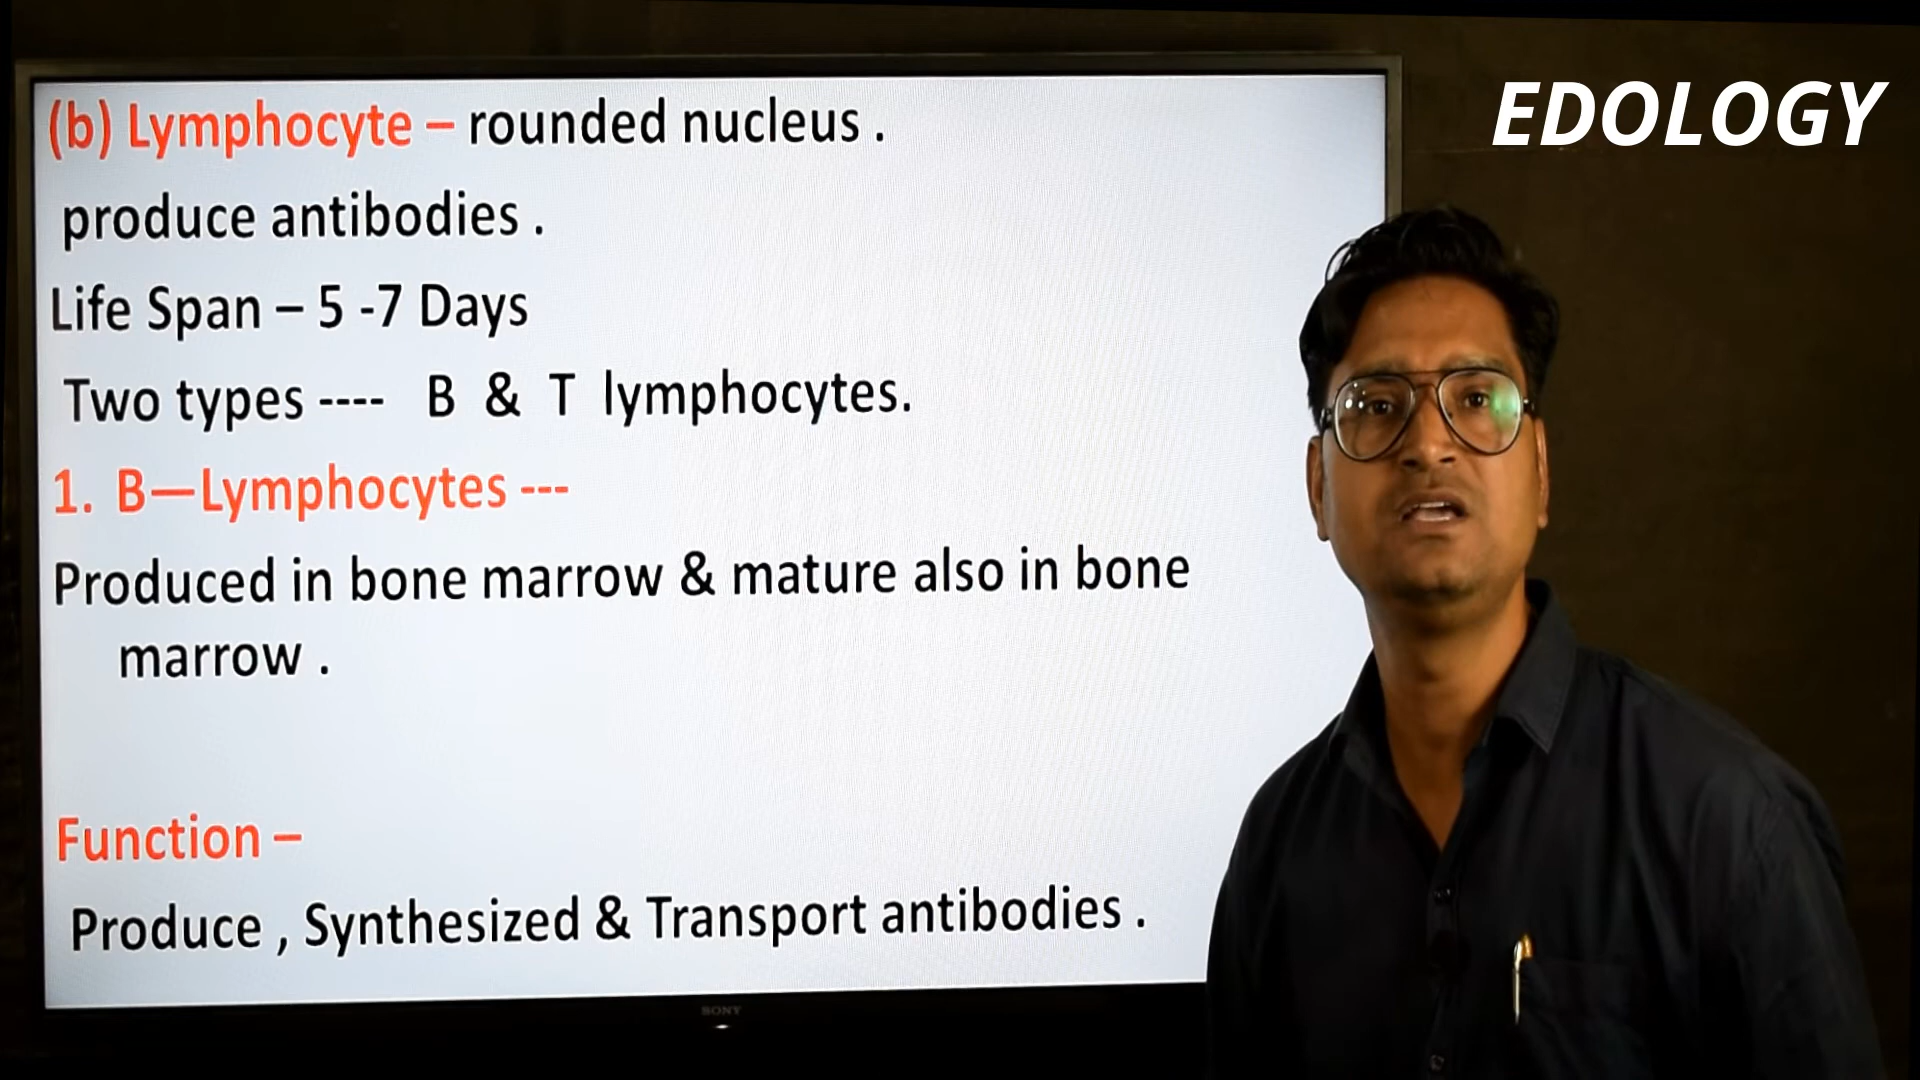 EDOLOGY
(b) Lymphocyte – rounded nucleus .
produce antibodies .
Life Span – 5 -7 Days
Two types ---- B & T lymphocytes.
1. B—Lymphocytes ---
Produced in bone marrow & mature also in bone
marrow .
Function –
Produce , Synthesized & Transport antibodies .
SONY